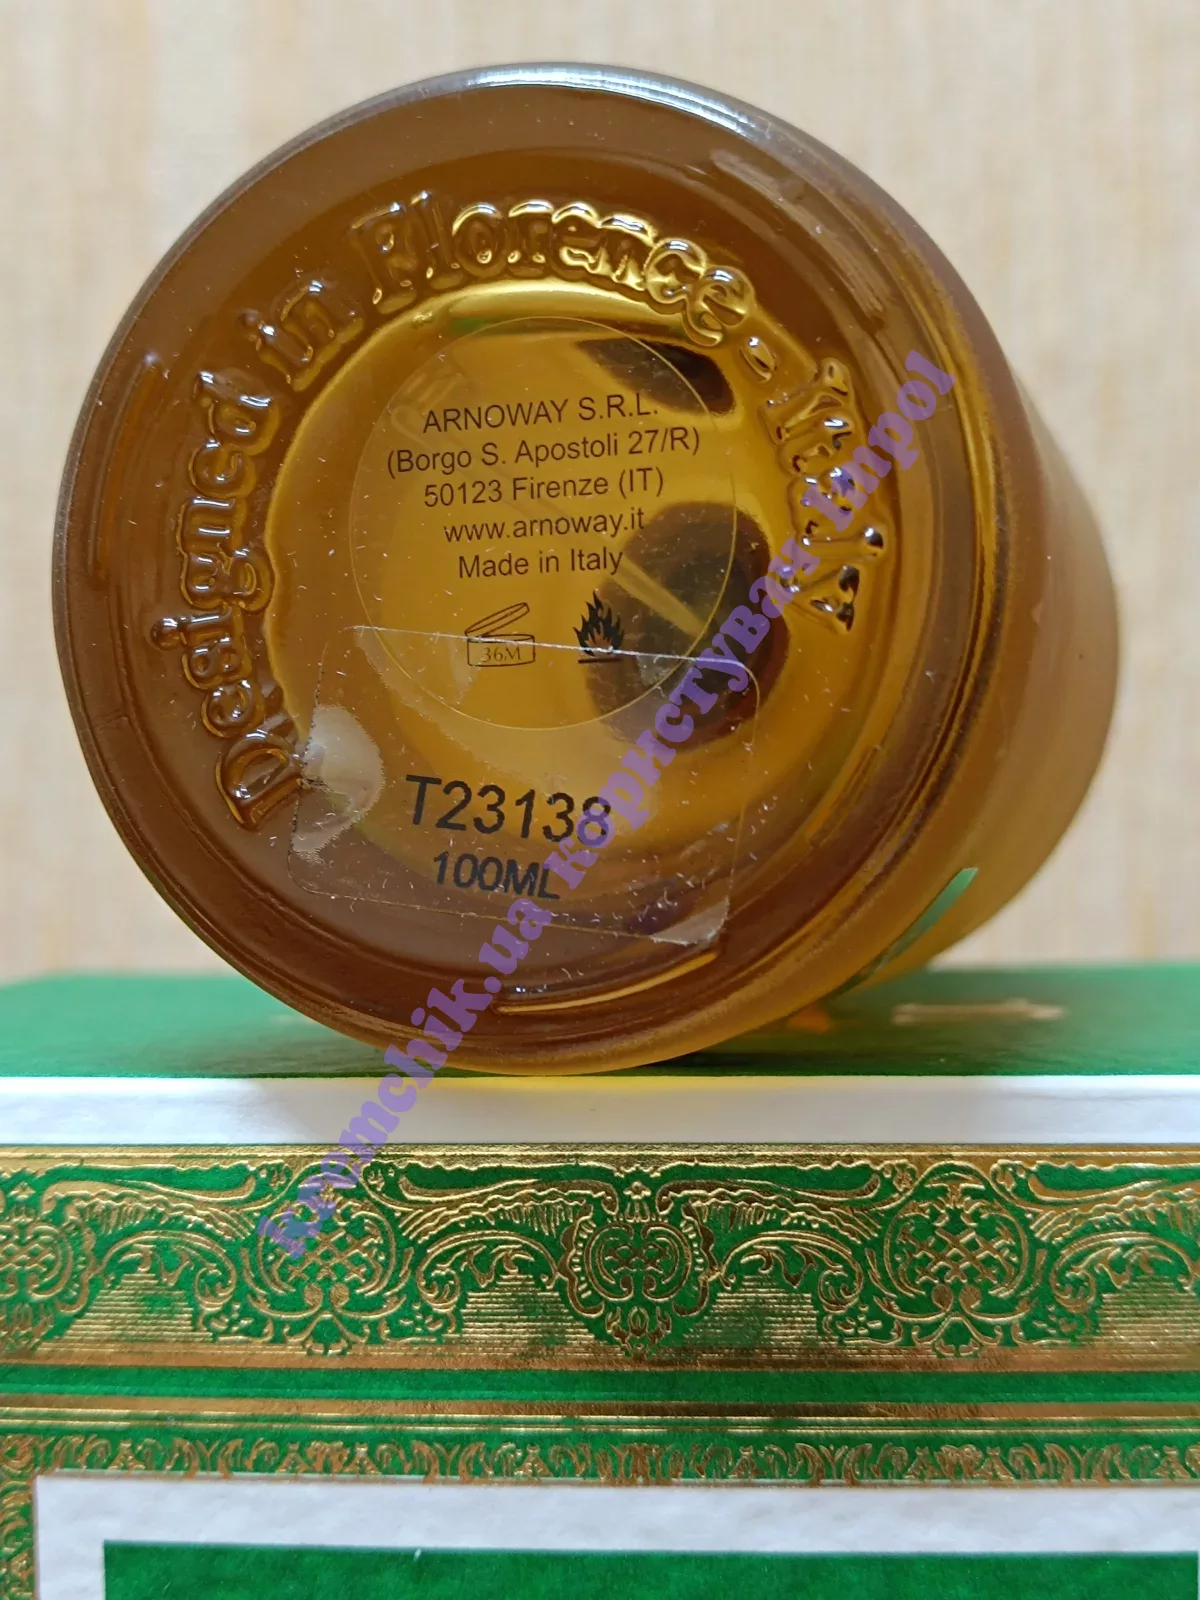 Designed in Florence • Italy
ARNOWAY S.R.L.
(Borgo S. Apostoli 27/R)
50123 Firenze (IT)
www.arnoway.it
Made in Italy
36M
T23138
100ML
kremchik.ua користувач Impol